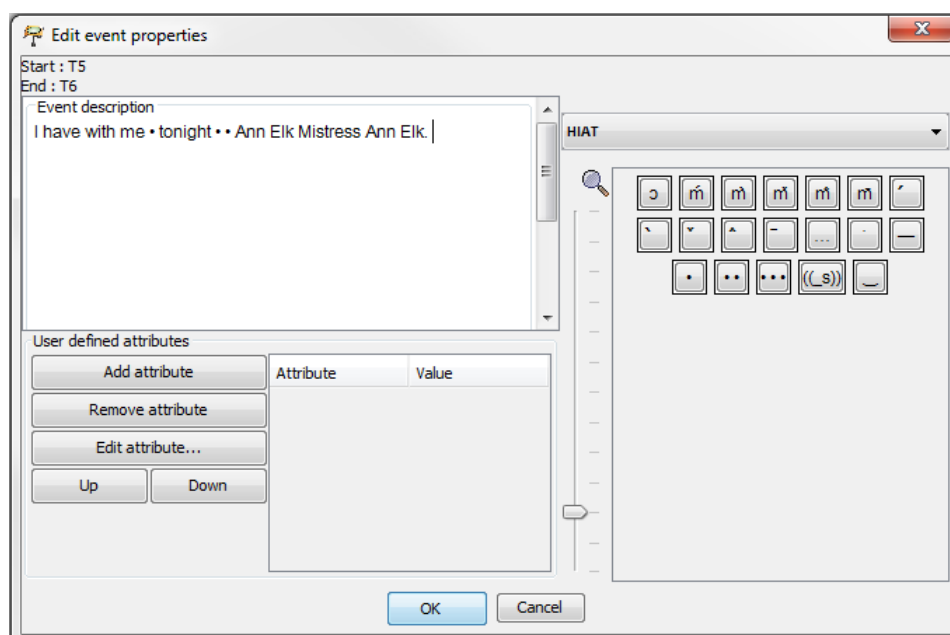 Edit event properties
Start : T5
End : T6
Event description
I have with me • tonight • • Ann Elk Mistress Ann Elk.
HIAT
ɔ ḿ m̀ m̌ m̂ m̄ ´
` ˇ ˆ ¯ … ˙ —
• • • • • • ((_s)) ‿
User defined attributes
Add attribute
Attribute Value
Remove attribute
Edit attribute...
Up Down
OK Cancel